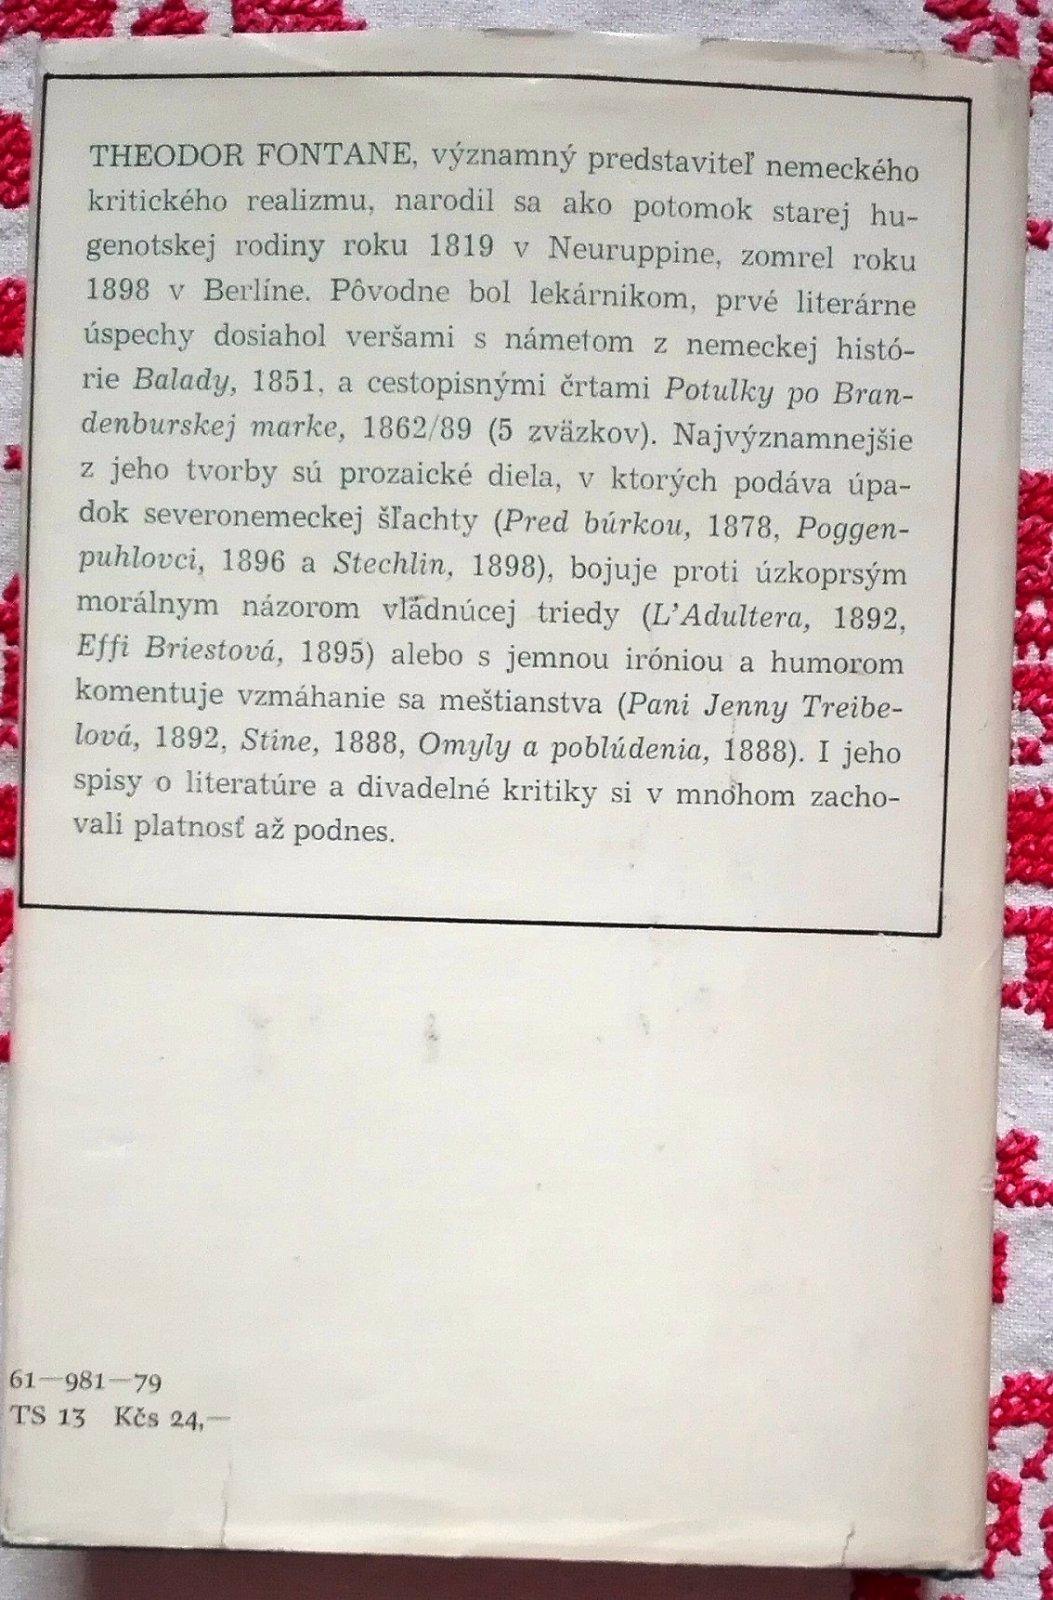 THEODOR FONTANE, významný predstaviteľ nemeckého
kritického realizmu, narodil sa ako potomok starej hu-
genotskej rodiny roku 1819 v Neuruppine, zomrel roku
1898 v Berlíne. Pôvodne bol lekárnikom, prvé literárne
úspechy dosiahol veršami s námetom z nemeckej histó-
rie Balady, 1851, a cestopisnými črtami Potulky po Bran-
denburskej marke, 1862/89 (5 zväzkov). Najvýznamnejšie
z jeho tvorby sú prozaické diela, v ktorých podáva úpa-
dok severonemeckej šľachty (Pred búrkou, 1878, Poggen-
puhlovci, 1896 a Stechlin, 1898), bojuje proti úzkoprsým
morálnym názorom vládnúcej triedy (L'Adultera, 1892,
Effi Briestová, 1895) alebo s jemnou iróniou a humorom
komentuje vzmáhanie sa meštianstva (Pani Jenny Treibe-
lová, 1892, Stine, 1888, Omyly a poblúdenia, 1888). I jeho
spisy o literatúre a divadelné kritiky si v mnohom zacho-
vali platnosť až podnes.
61—981—79
TS 13 Kčs 24,—